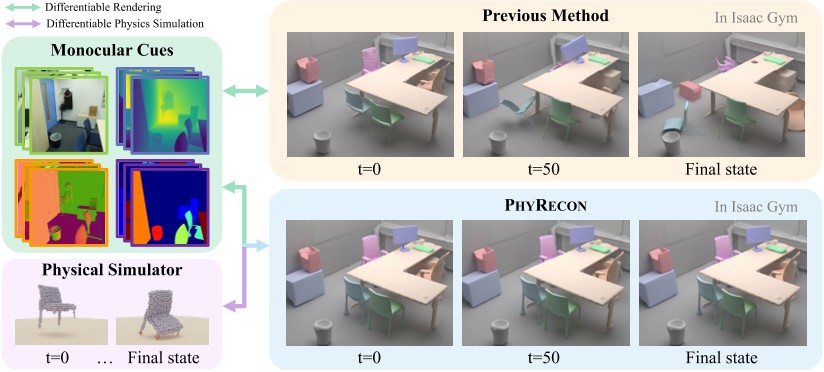 Differentiable Rendering
Differentiable Physics Simulation
Monocular Cues
Physical Simulator
t=0 ... Final state
Previous Method
In Isaac Gym
t=0 t=50 Final state
PHYRECON
In Isaac Gym
t=0 t=50 Final state